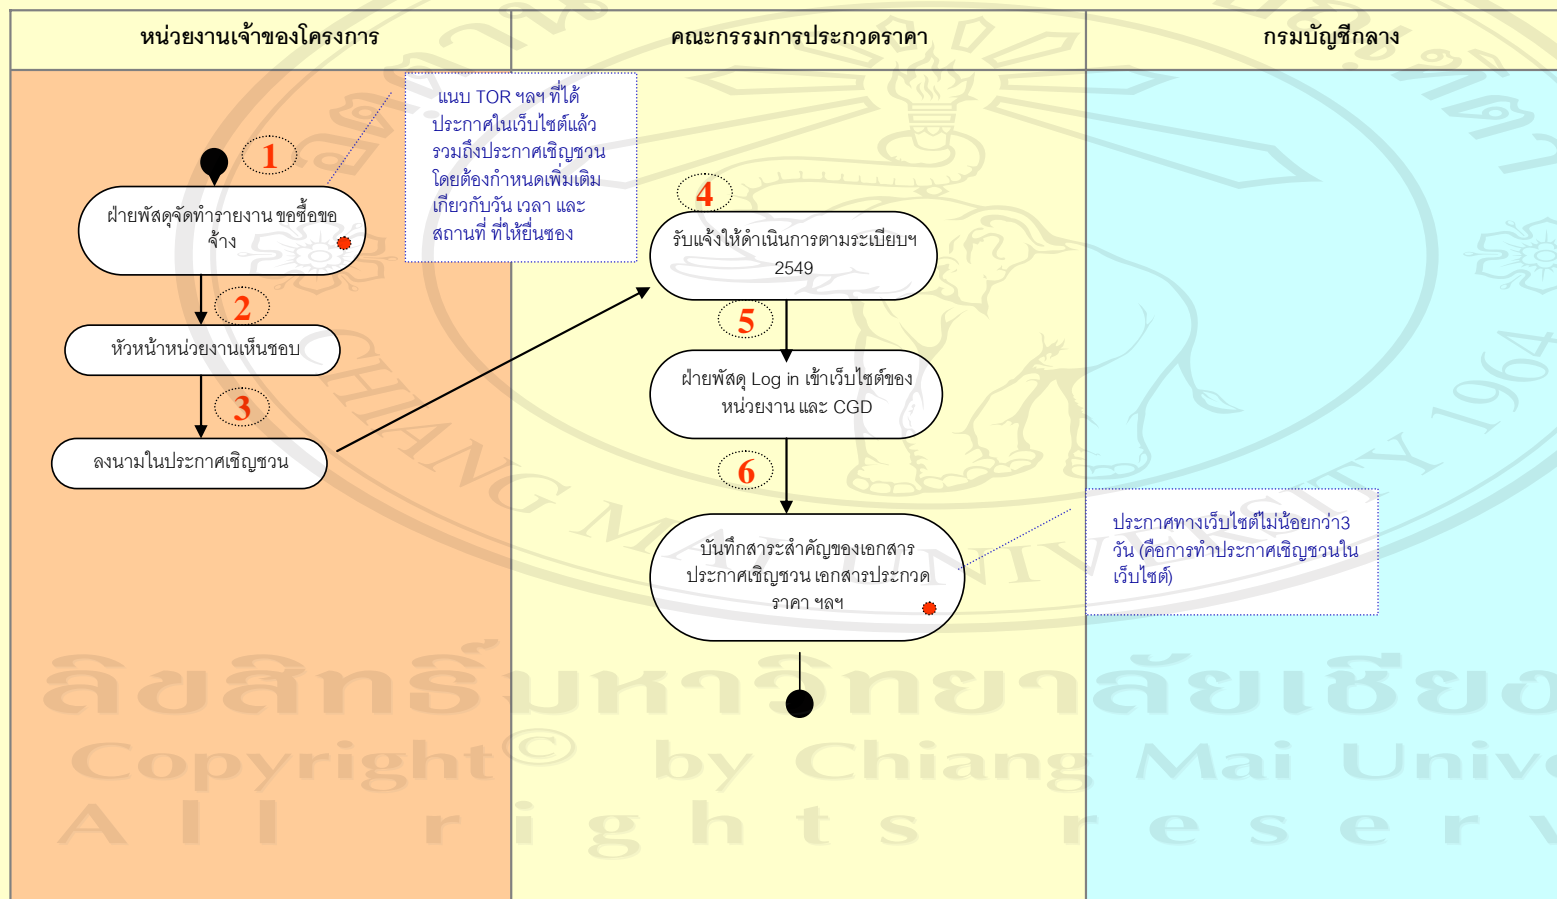 หน่วยงานเจ้าของโครงการ
คณะกรรมการประกวดราคา
กรมบัญชีกลาง
แนบ TOR ฯลฯ ที่ได้
ประกาศในเว็บไซต์แล้ว
รวมถึงประกาศเชิญชวน
โดยต้องกำหนดเพิ่มเติม
เกี่ยวกับวัน เวลา และ
สถานที่ ที่ให้ยื่นซอง
1
ฝ่ายพัสดุจัดทำรายงาน ขอซื้อขอ
จ้าง
2
หัวหน้าหน่วยงานเห็นชอบ
3
ลงนามในประกาศเชิญชวน
4
รับแจ้งให้ดำเนินการตามระเบียบฯ
2549
5
ฝ่ายพัสดุ Log in เข้าเว็บไซต์ของ
หน่วยงาน และ CGD
6
บันทึกสาระสำคัญของเอกสาร
ประกาศเชิญชวน เอกสารประกวด
ราคา ฯลฯ
ประกาศทางเว็บไซต์ไม่น้อยกว่า3
วัน (คือการทำประกาศเชิญชวนใน
เว็บไซต์)
CHIANG MAI UNIVERSITY 1964
ลิขสิทธิ์มหาวิทยาลัยเชียง
Copyright© by Chiang Mai Unive
All rights reserv